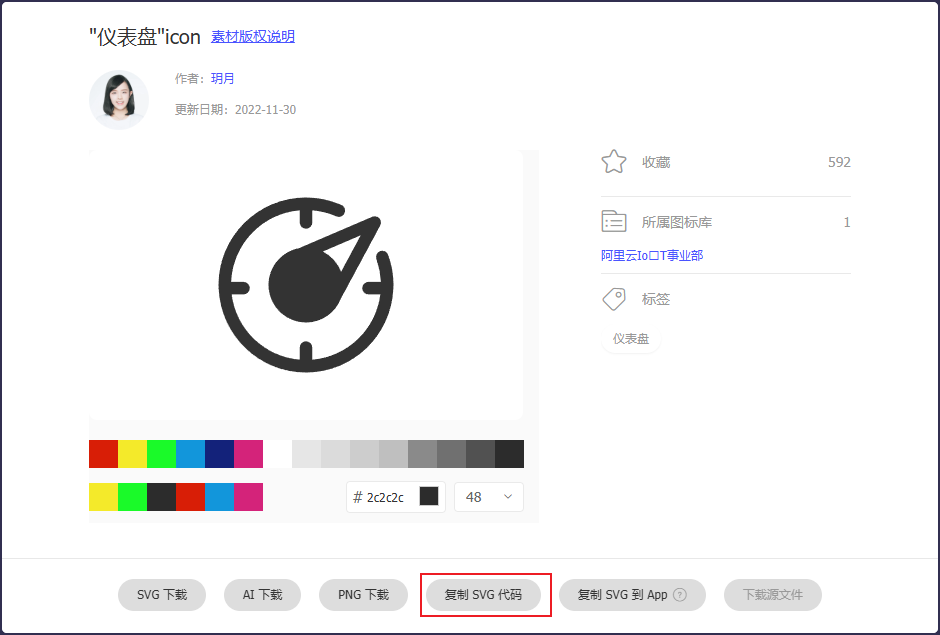 "仪表盘"icon 素材版权说明
作者：玥月
更新日期：2022-11-30
收藏 592
所属图标库 1
阿里云Io口T事业部
标签
仪表盘
# 2c2c2c 48
SVG 下载 AI 下载 PNG 下载 复制 SVG 代码 复制 SVG 到 App ? 下载源文件